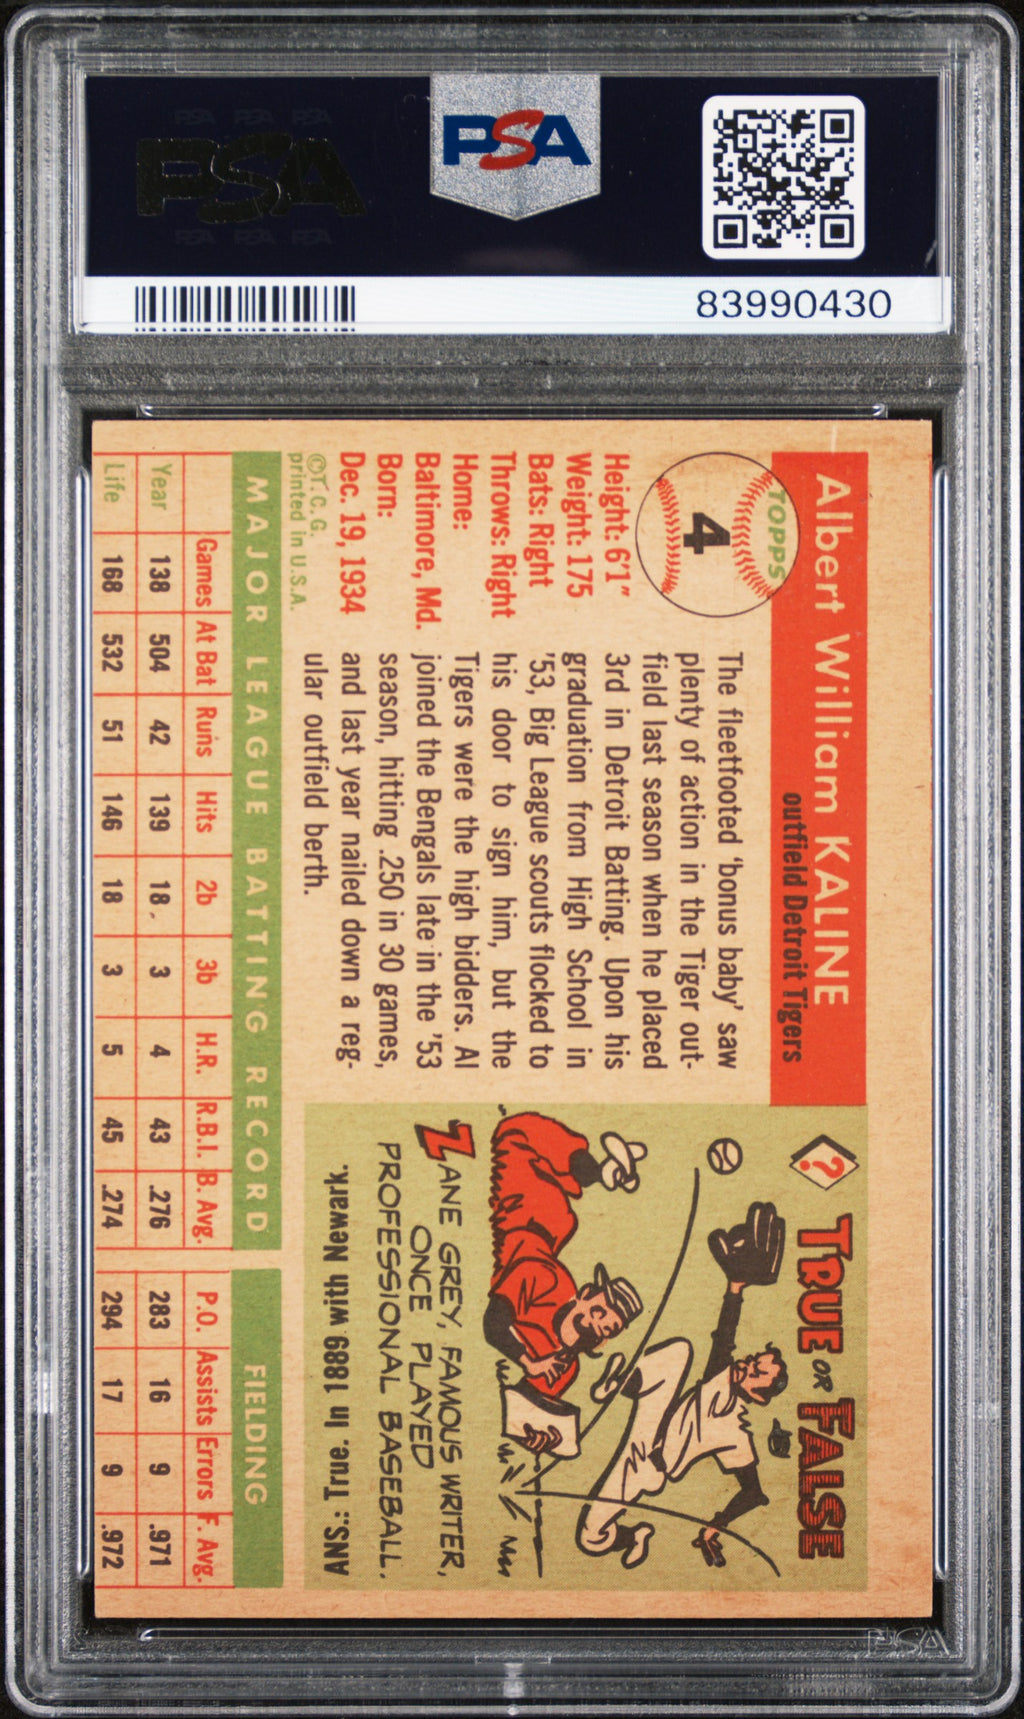 PSA PSA PSA
PSA
PSA PSA PSA
PSA
83990430
TOPPS
4
Albert William KALINE
outfield Detroit Tigers
Height: 6'1"
Weight: 175
Bats: Right
Throws: Right
Home:
Baltimore, Md.
Born:
Dec. 19, 1934
©T. C. G.
printed in U.S.A.
The fleetfooted 'bonus baby' saw
plenty of action in the Tiger out-
field last season when he placed
3rd in Detroit Batting. Upon his
graduation from High School in
'53, Big League scouts flocked to
his door to sign him, but the
Tigers were the high bidders. Al
joined the Bengals late in the '53
season, hitting .250 in 30 games,
and last year nailed down a reg-
ular outfield berth.
? TRUE OR FALSE
ZANE GREY, FAMOUS WRITER,
ONCE PLAYED
PROFESSIONAL BASEBALL.
ANS.: True. In 1889 with Newark.
MAJOR LEAGUE BATTING RECORD FIELDING
Games At Bat Runs Hits 2b 3b H.R. R.B.I. B. Avg. P.O. Assists Errors F. Avg.
Year 138 504 42 139 18 3 4 43 .276 283 16 9 .971
Life 168 532 51 146 18 3 5 45 .274 294 17 9 .972
PSA